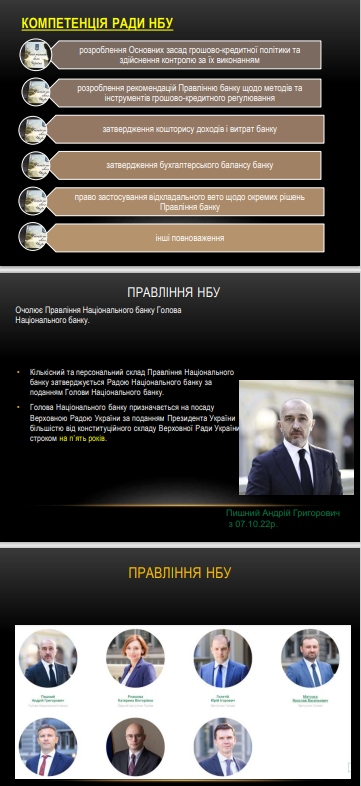 КОМПЕТЕНЦІЯ РАДИ НБУ
розроблення Основних засад грошово-кредитної політики та
здійснення контролю за їх виконанням
розроблення рекомендацій Правлінню банку щодо методів та
інструментів грошово-кредитного регулювання
затвердження кошторису доходів і витрат банку
затвердження бухгалтерського балансу банку
право застосування відкладального вето щодо окремих рішень
Правління банку
інші повноваження
ПРАВЛІННЯ НБУ
Очолює Правління Національного банку Голова
Національного банку.
• Кількісний та персональний склад Правління Національного
банку затверджується Радою Національного банку за
поданням Голови Національного банку.
• Голова Національного банку призначається на посаду
Верховною Радою України за поданням Президента України
більшістю від конституційного складу Верховної Ради України
строком на п'ять років.
Пишний Андрій Григорович
з 07.10.22р.
ПРАВЛІННЯ НБУ
Пишний
Андрій Григорович